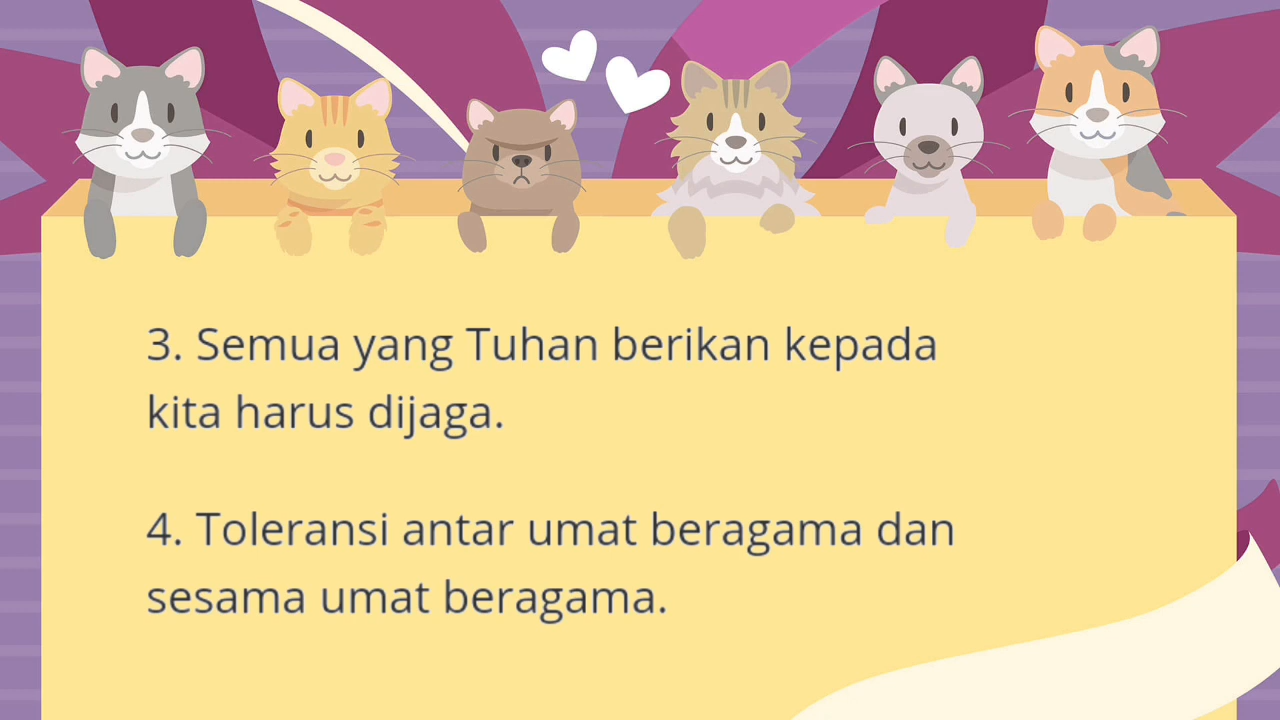 3. Semua yang Tuhan berikan kepada
kita harus dijaga.
4. Toleransi antar umat beragama dan
sesama umat beragama.